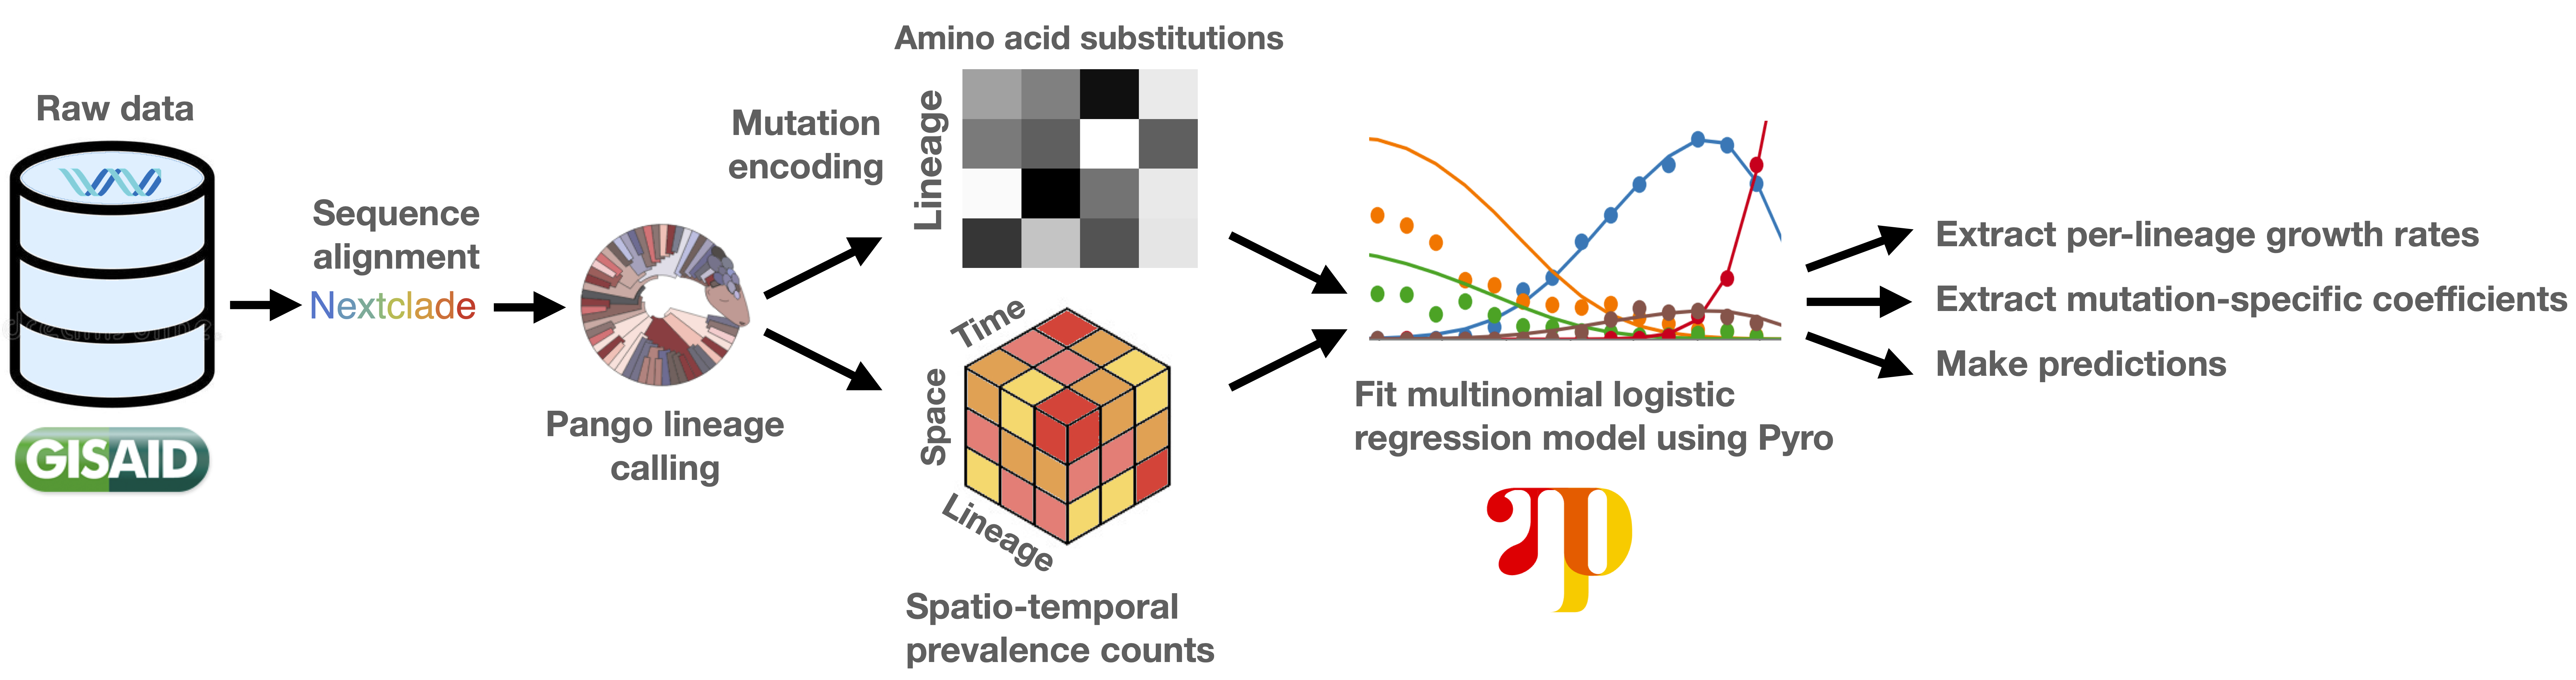 Raw data
GISAID
Sequence
alignment
Nextclade
Pango lineage
calling
Mutation
encoding
Amino acid substitutions
Lineage
Time
Space
Lineage
Spatio-temporal
prevalence counts
Fit multinomial logistic
regression model using Pyro
Extract per-lineage growth rates
Extract mutation-specific coefficients
Make predictions